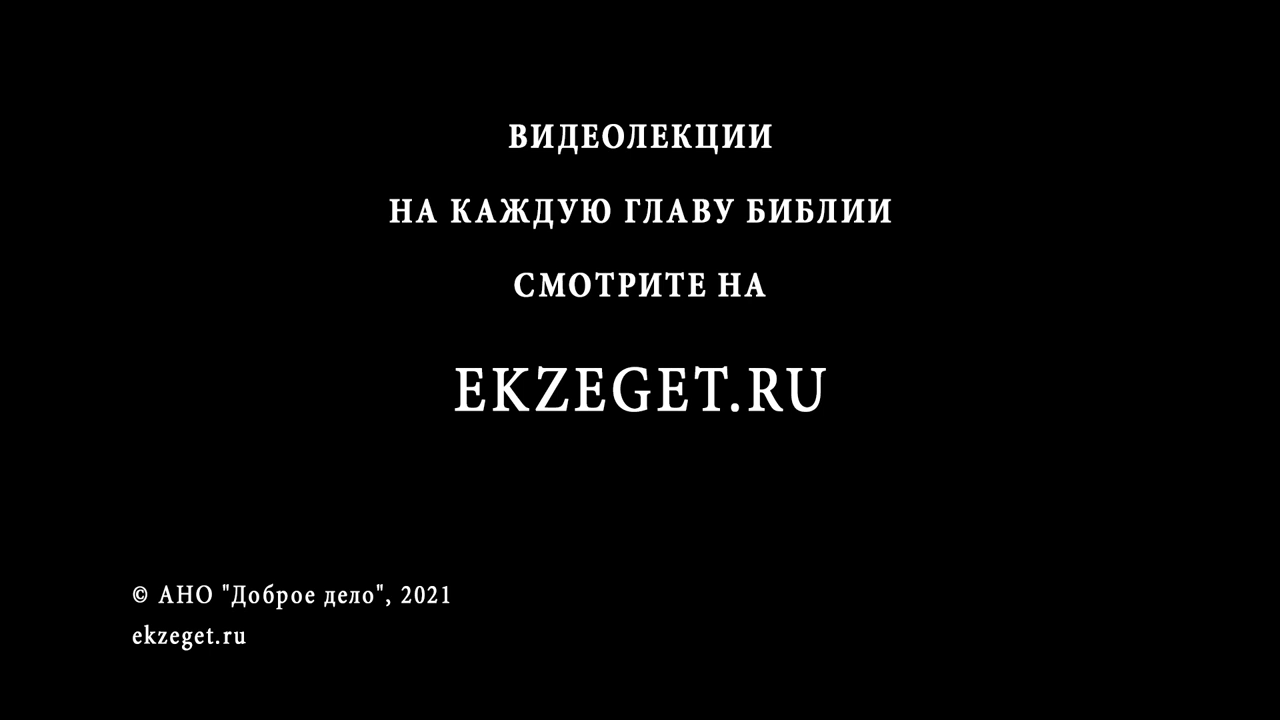 ВИДЕОЛЕКЦИИ
НА КАЖДУЮ ГЛАВУ БИБЛИИ
СМОТРИТЕ НА
EKZEGET.RU
© АНО "Доброе дело", 2021
ekzeget.ru